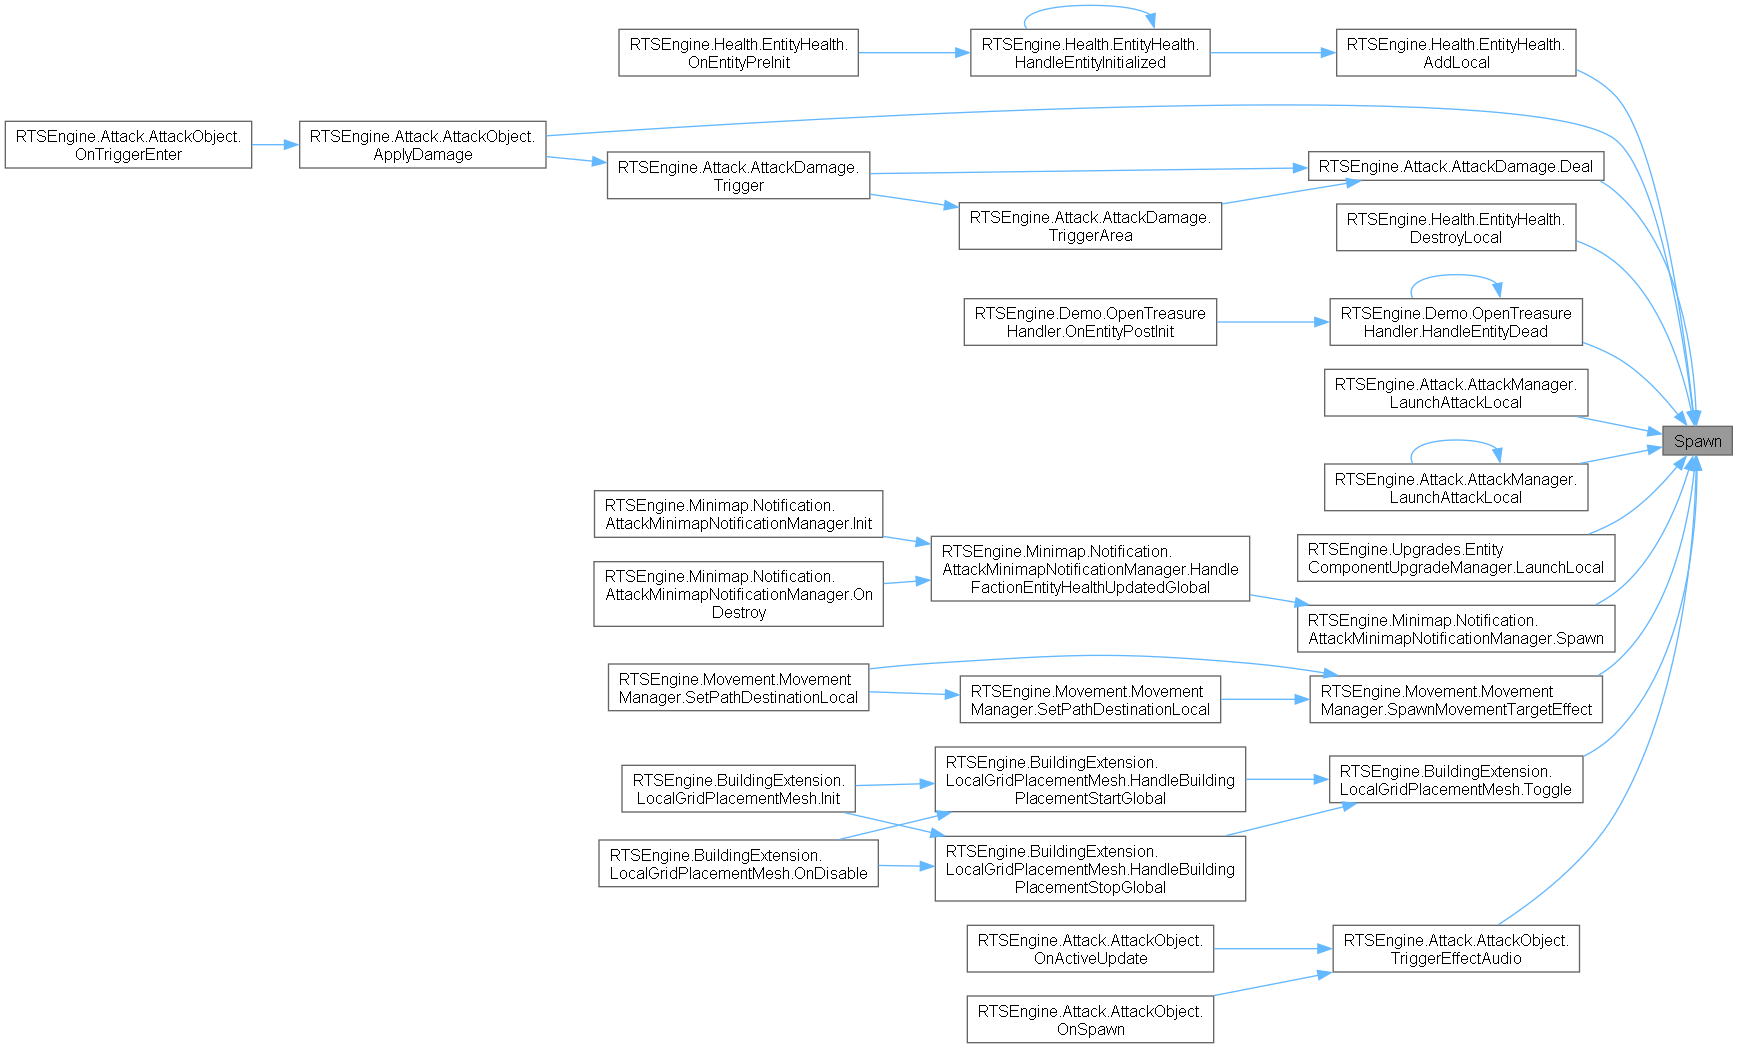 RTSEngine.Health.EntityHealth.
OnEntityPreInit
RTSEngine.Health.EntityHealth.
HandleEntityInitialized
RTSEngine.Health.EntityHealth.
AddLocal
RTSEngine.Attack.AttackObject.
OnTriggerEnter
RTSEngine.Attack.AttackObject.
ApplyDamage
RTSEngine.Attack.AttackDamage.
Trigger
RTSEngine.Attack.AttackDamage.Deal
RTSEngine.Attack.AttackDamage.
TriggerArea
RTSEngine.Health.EntityHealth.
DestroyLocal
RTSEngine.Demo.OpenTreasure
Handler.OnEntityPostInit
RTSEngine.Demo.OpenTreasure
Handler.HandleEntityDead
RTSEngine.Attack.AttackManager.
LaunchAttackLocal
Spawn
RTSEngine.Attack.AttackManager.
LaunchAttackLocal
RTSEngine.Minimap.Notification.
AttackMinimapNotificationManager.Init
RTSEngine.Minimap.Notification.
AttackMinimapNotificationManager.On
Destroy
RTSEngine.Minimap.Notification.
AttackMinimapNotificationManager.Handle
FactionEntityHealthUpdatedGlobal
RTSEngine.Upgrades.Entity
ComponentUpgradeManager.LaunchLocal
RTSEngine.Minimap.Notification.
AttackMinimapNotificationManager.Spawn
RTSEngine.Movement.Movement
Manager.SetPathDestinationLocal
RTSEngine.Movement.Movement
Manager.SetPathDestinationLocal
RTSEngine.Movement.Movement
Manager.SpawnMovementTargetEffect
RTSEngine.BuildingExtension.
LocalGridPlacementMesh.Init
RTSEngine.BuildingExtension.
LocalGridPlacementMesh.HandleBuilding
PlacementStartGlobal
RTSEngine.BuildingExtension.
LocalGridPlacementMesh.Toggle
RTSEngine.BuildingExtension.
LocalGridPlacementMesh.OnDisable
RTSEngine.BuildingExtension.
LocalGridPlacementMesh.HandleBuilding
PlacementStopGlobal
RTSEngine.Attack.AttackObject.
OnActiveUpdate
RTSEngine.Attack.AttackObject.
TriggerEffectAudio
RTSEngine.Attack.AttackObject.
OnSpawn